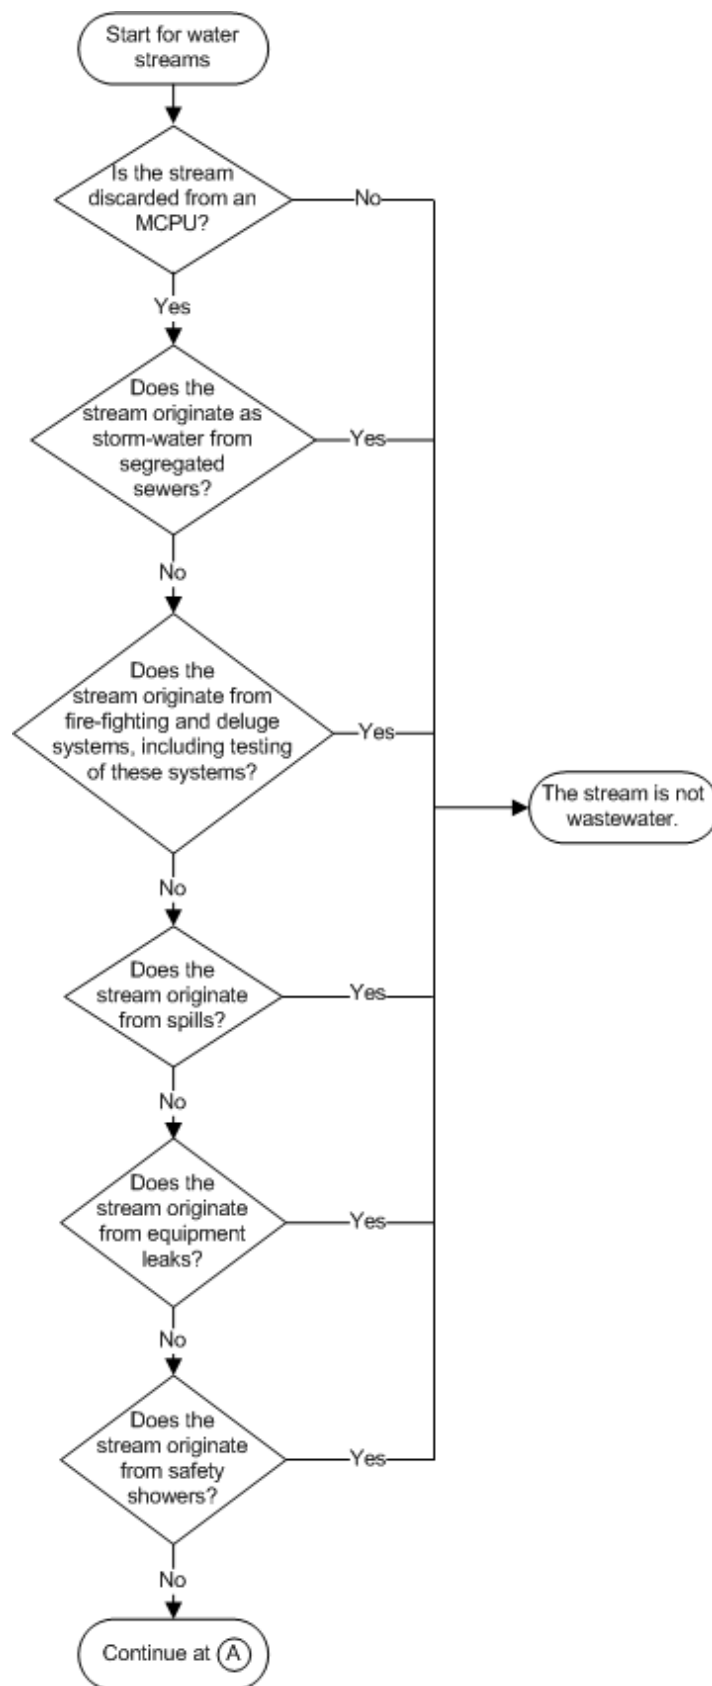 Start for water
streams
Is the stream
discarded from an
MCPU?
No
Yes
Does the
stream originate as
storm-water from
segregated
sewers?
Yes
No
Does the
stream originate from
fire-fighting and deluge
systems, including testing
of these systems?
Yes
The stream is not
wastewater.
No
Does the
stream originate
from spills?
Yes
No
Does the
stream originate
from equipment
leaks?
Yes
No
Does the
stream originate
from safety
showers?
Yes
No
Continue at A